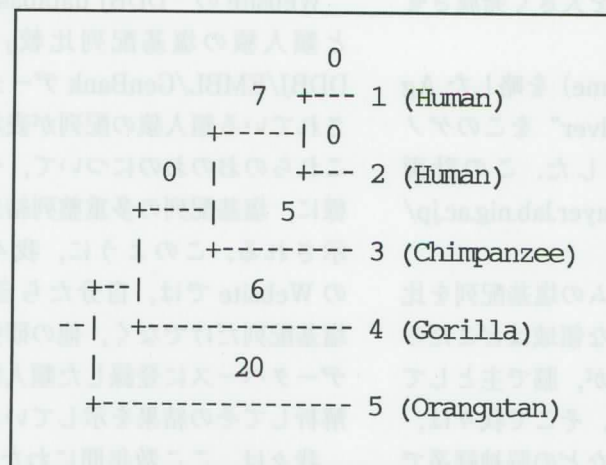 0
7 +--- 1 (Human)
+-----| 0
0 | +--- 2 (Human)
+----| 5
| +--------- 3 (Chimpanzee)
+--| 6
--| +-------------- 4 (Gorilla)
| 20
+----------------- 5 (Orangutan)